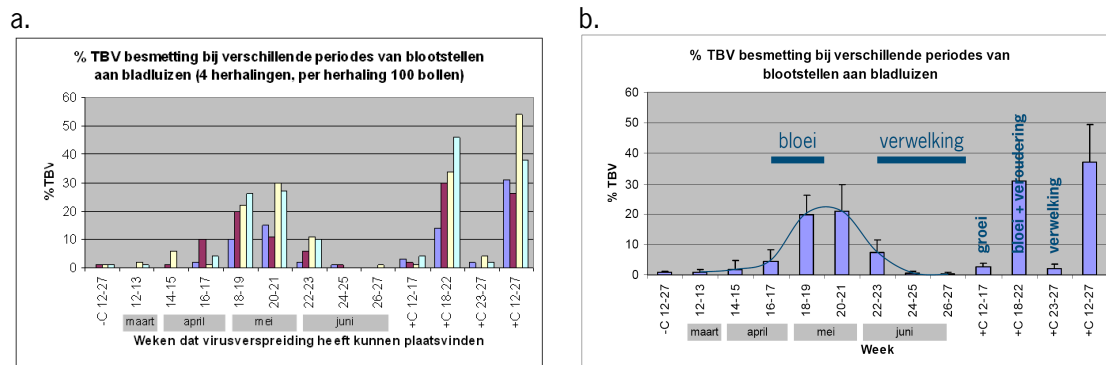 a.
% TBV besmetting bij verschillende periodes van blootstellen
aan bladluizen (4 herhalingen, per herhaling 100 bollen)
60
50
40
30
20
10
0
% TBV
-C 12-27
12-13
14-15
16-17
18-19
20-21
22-23
24-25
26-27
+C 12-17
+C 18-22
+C 23-27
+C 12-27
maart
april
mei
juni
Weken dat virusverspreiding heeft kunnen plaatsvinden
b.
% TBV besmetting bij verschillende periodes van
blootstellen aan bladluizen
60
50
40
30
20
10
0
% TBV
bloei
verwelking
groei
bloei + veroudering
verwelking
-C 12-27
12-13
14-15
16-17
18-19
20-21
22-23
24-25
26-27
+C 12-17
+C 18-22
+C 23-27
+C 12-27
maart
april
mei
juni
Week